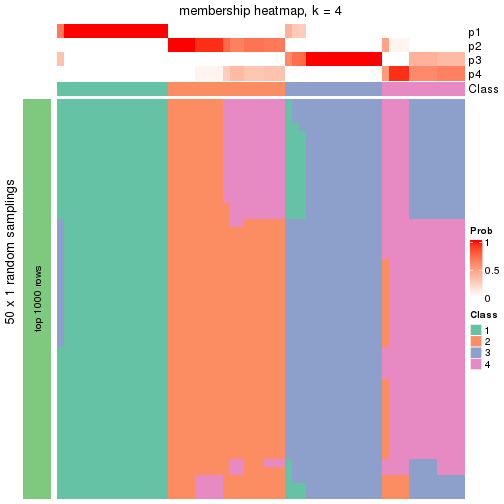 membership heatmap, k = 4
p1
p2
p3
p4
Class
50 x 1 random samplings
top 1000 rows
Prob
1
0.5
0
Class
1
2
3
4